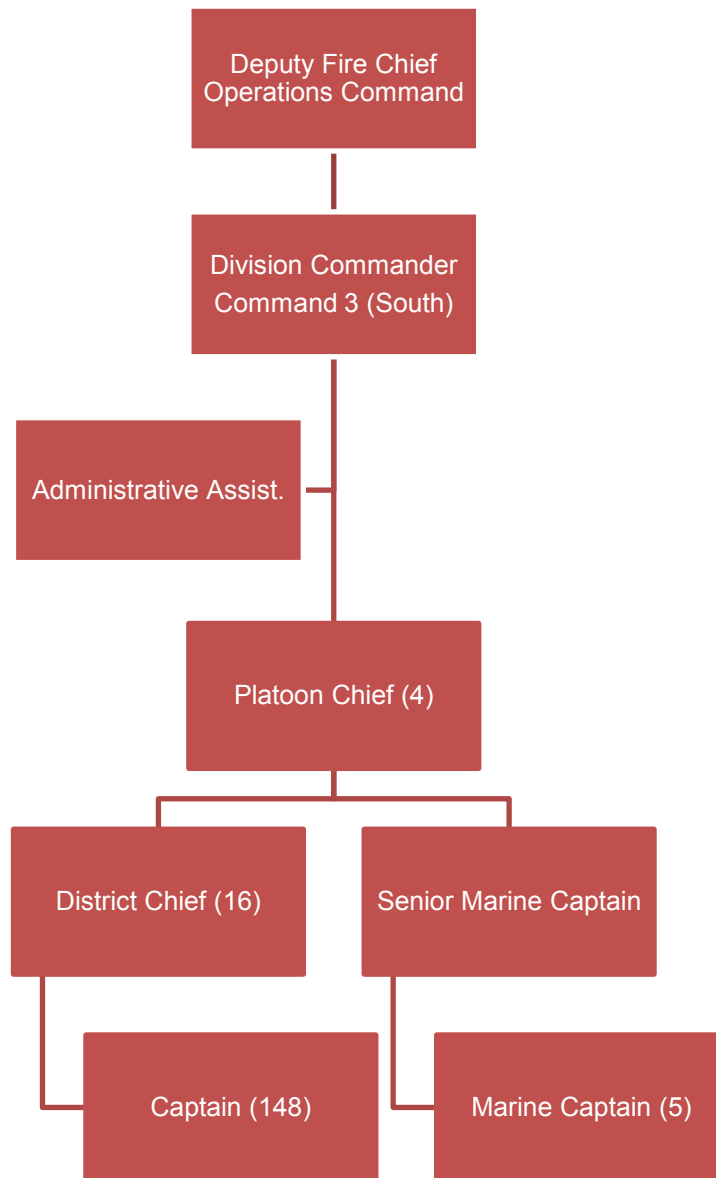 Deputy Fire Chief
Operations Command
Division Commander
Command 3 (South)
Administrative Assist.
Platoon Chief (4)
District Chief (16)
Senior Marine Captain
Captain (148)
Marine Captain (5)